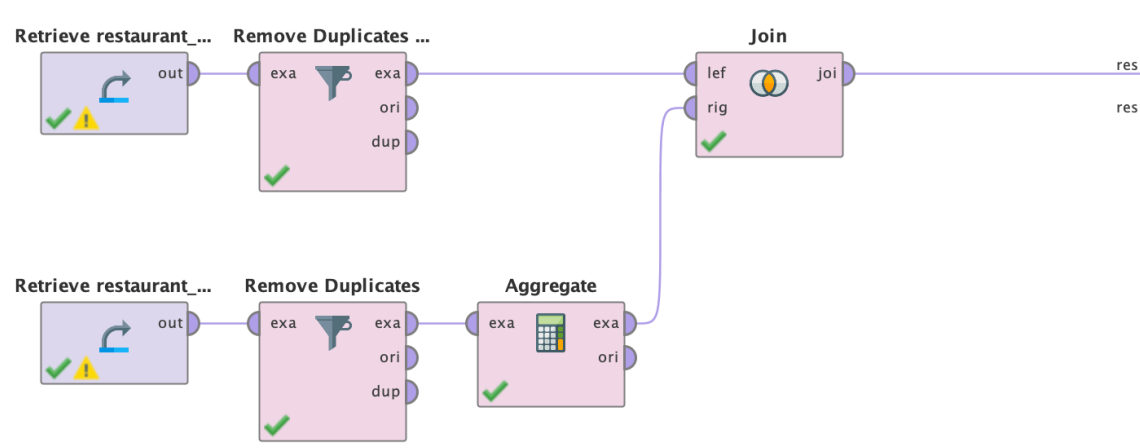 Retrieve restaurant_...
Remove Duplicates ...
Join
out
exa
exa
ori
dup
lef
rig
joi
res
res
Retrieve restaurant_...
Remove Duplicates
Aggregate
out
exa
exa
ori
dup
exa
exa
ori